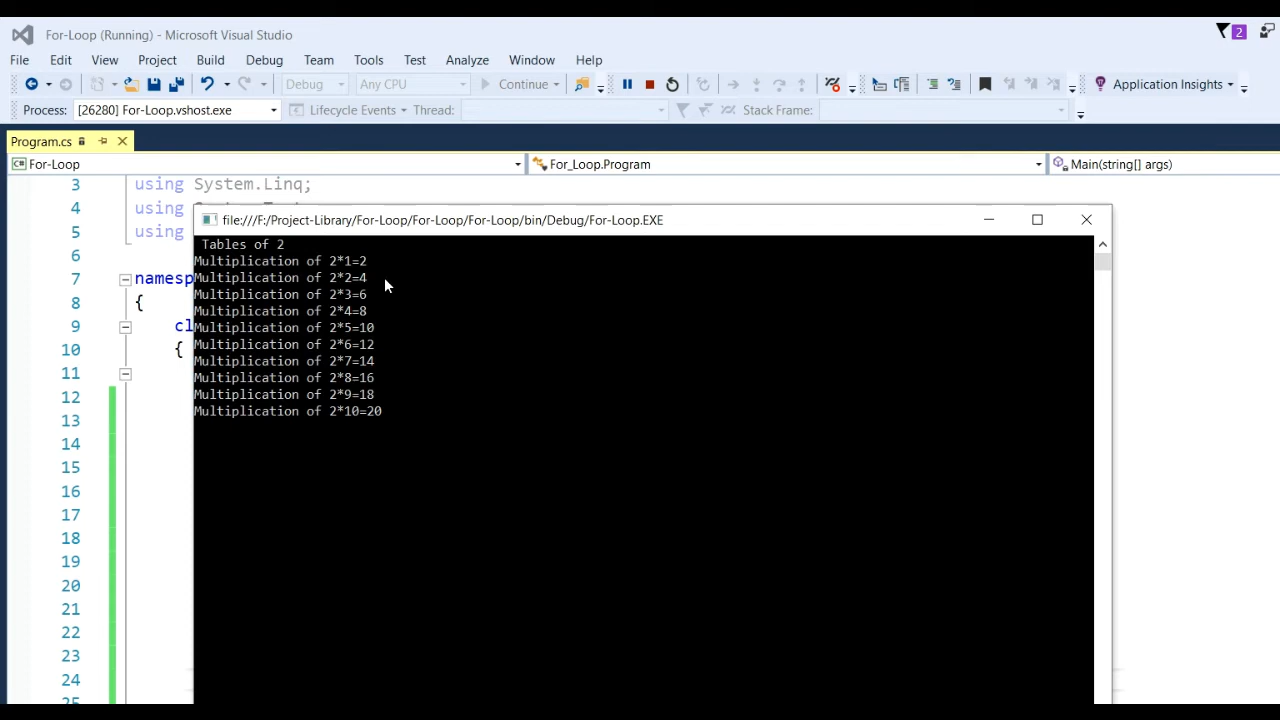 For-Loop (Running) - Microsoft Visual Studio
2
File Edit View Project Build Debug Team Tools Test Analyze Window Help
Debug Any CPU Continue Application Insights
Process: [26280] For-Loop.vshost.exe Lifecycle Events Thread: Stack Frame:
Program.cs
C# For-Loop For_Loop.Program Main(string[] args)
3 using System.Linq;
4 using
5 using
6
7 namesp
8 {
9 cl
10 {
11
12
13
14
15
16
17
18
19
20
21
22
23
24
25
file:///F:/Project-Library/For-Loop/For-Loop/For-Loop/bin/Debug/For-Loop.EXE
Tables of 2
Multiplication of 2*1=2
Multiplication of 2*2=4
Multiplication of 2*3=6
Multiplication of 2*4=8
Multiplication of 2*5=10
Multiplication of 2*6=12
Multiplication of 2*7=14
Multiplication of 2*8=16
Multiplication of 2*9=18
Multiplication of 2*10=20